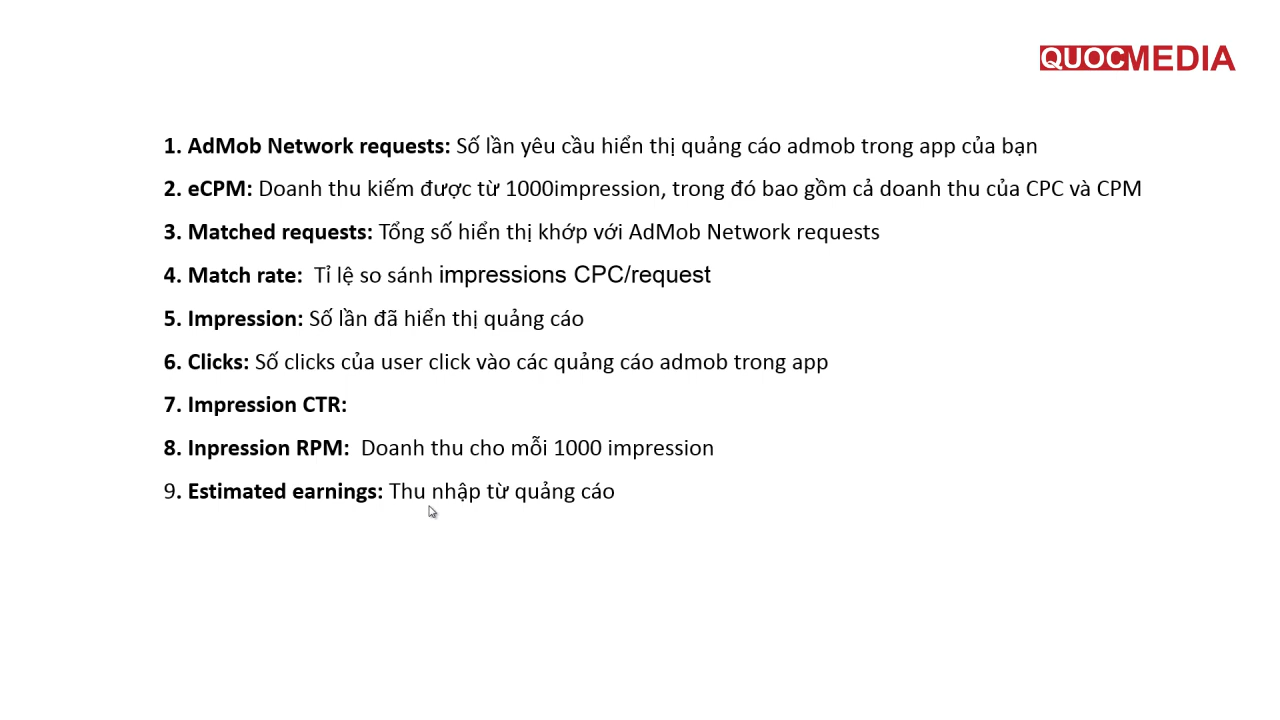 QUOCMEDIA
1. AdMob Network requests: Số lần yêu cầu hiển thị quảng cáo admob trong app của bạn
2. eCPM: Doanh thu kiếm được từ 1000impression, trong đó bao gồm cả doanh thu của CPC và CPM
3. Matched requests: Tổng số hiển thị khớp với AdMob Network requests
4. Match rate:  Tỉ lệ so sánh impressions CPC/request
5. Impression: Số lần đã hiển thị quảng cáo
6. Clicks: Số clicks của user click vào các quảng cáo admob trong app
7. Impression CTR:
8. Inpression RPM:  Doanh thu cho mỗi 1000 impression
9. Estimated earnings: Thu nhập từ quảng cáo